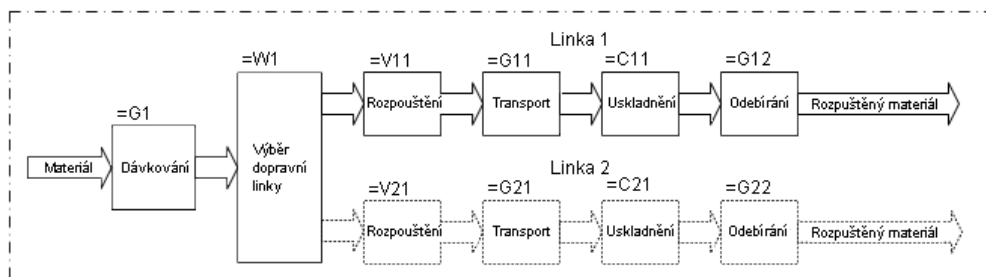 Linka 1
=W1
=V11
=G11
=C11
=G12
Rozpouštění
Transport
Uskladnění
Odebírání
Rozpuštěný materiál
=G1
Materiál
Dávkování
Výběr
dopravní
linky
Linka 2
=V21
=G21
=C21
=G22
Rozpouštění
Transport
Uskladnění
Odebírání
Rozpuštěný materiál